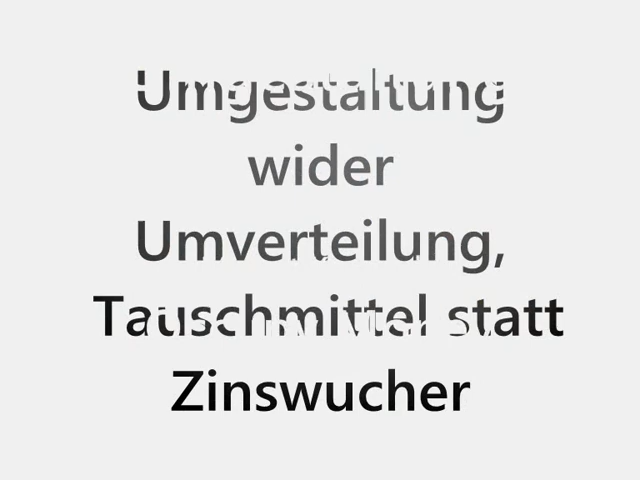 Umgestaltung
wider
Umverteilung,
Tauschmittel statt
Zinswucher